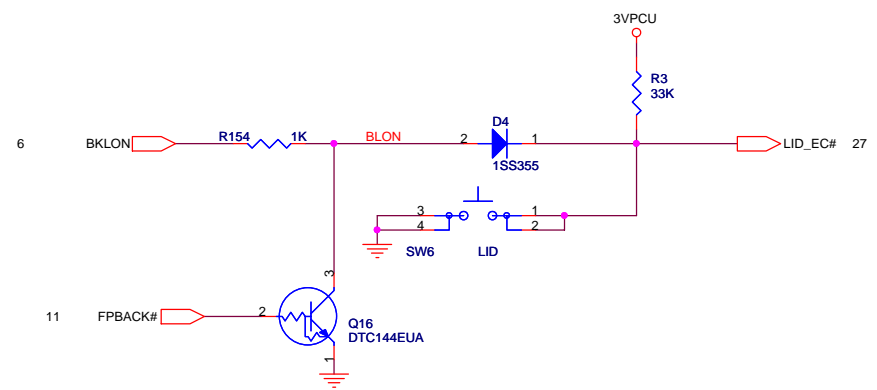 3VPCU
R3
33K
D4
6 BKLON R154 1K BLON 2 1 LID_EC# 27
1SS355
3 1
4 2
SW6 LID
3
11 FPBACK# 2
Q16
DTC144EUA
1